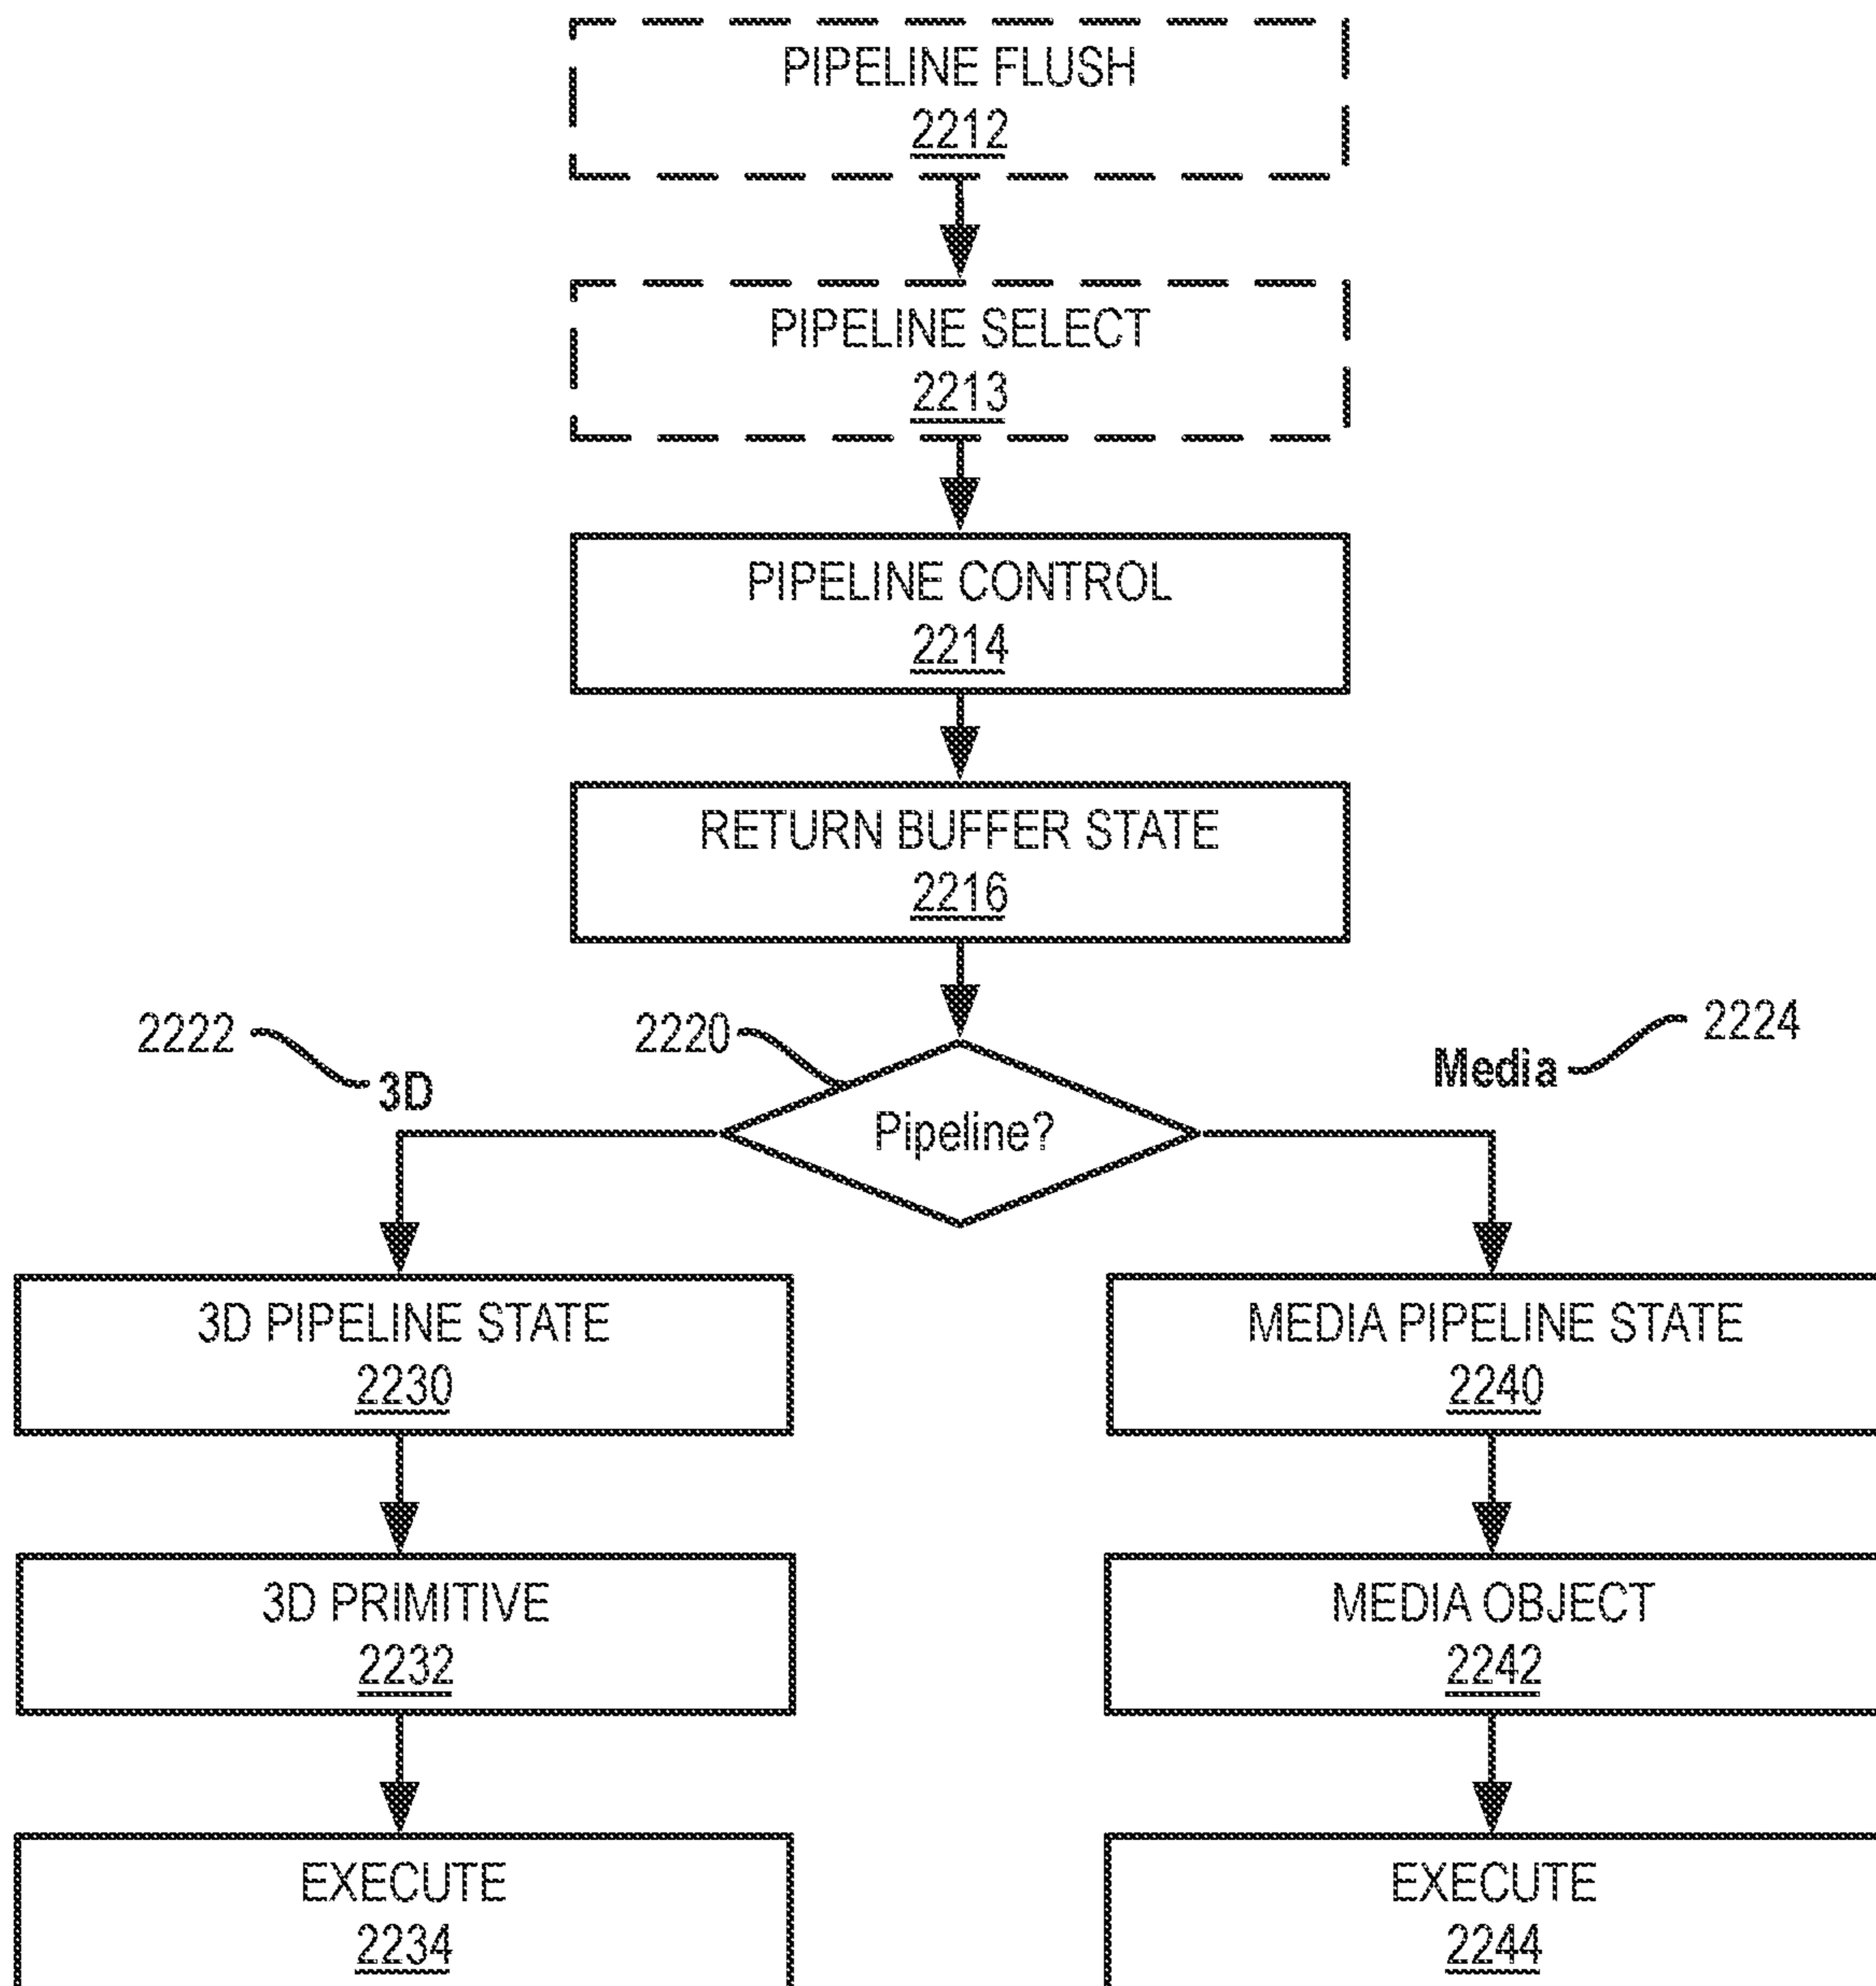 PIPELINE FLUSH
2212
PIPELINE SELECT
2213
PIPELINE CONTROL
2214
RETURN BUFFER STATE
2216
2222
2220
2224
3D
Media
Pipeline?
3D PIPELINE STATE
2230
MEDIA PIPELINE STATE
2240
3D PRIMITIVE
2232
MEDIA OBJECT
2242
EXECUTE
2234
EXECUTE
2244